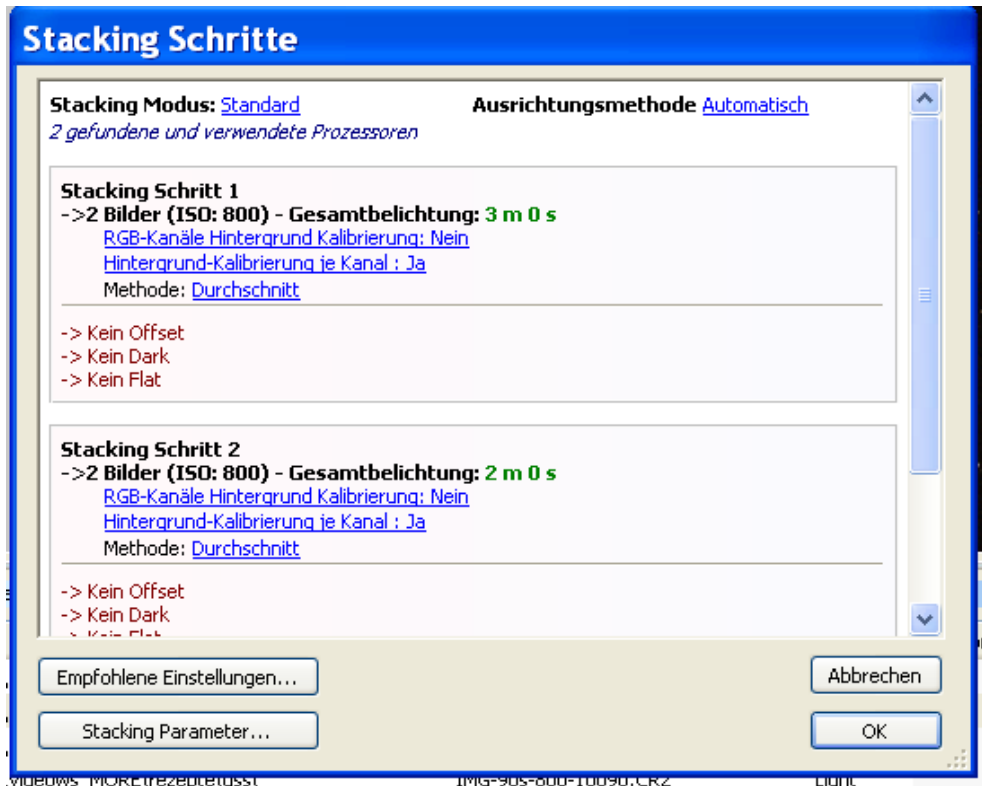 Stacking Schritte
Stacking Modus: Standard Ausrichtungsmethode Automatisch
2 gefundene und verwendete Prozessoren
Stacking Schritt 1
->2 Bilder (ISO: 800) - Gesamtbelichtung: 3 m 0 s
RGB-Kanäle Hintergrund Kalibrierung: Nein
Hintergrund-Kalibrierung je Kanal : Ja
Methode: Durchschnitt
-> Kein Offset
-> Kein Dark
-> Kein Flat
Stacking Schritt 2
->2 Bilder (ISO: 800) - Gesamtbelichtung: 2 m 0 s
RGB-Kanäle Hintergrund Kalibrierung: Nein
Hintergrund-Kalibrierung je Kanal : Ja
Methode: Durchschnitt
-> Kein Offset
-> Kein Dark
-> Kein Flat
Empfohlene Einstellungen... Abbrechen
Stacking Parameter... OK
Light